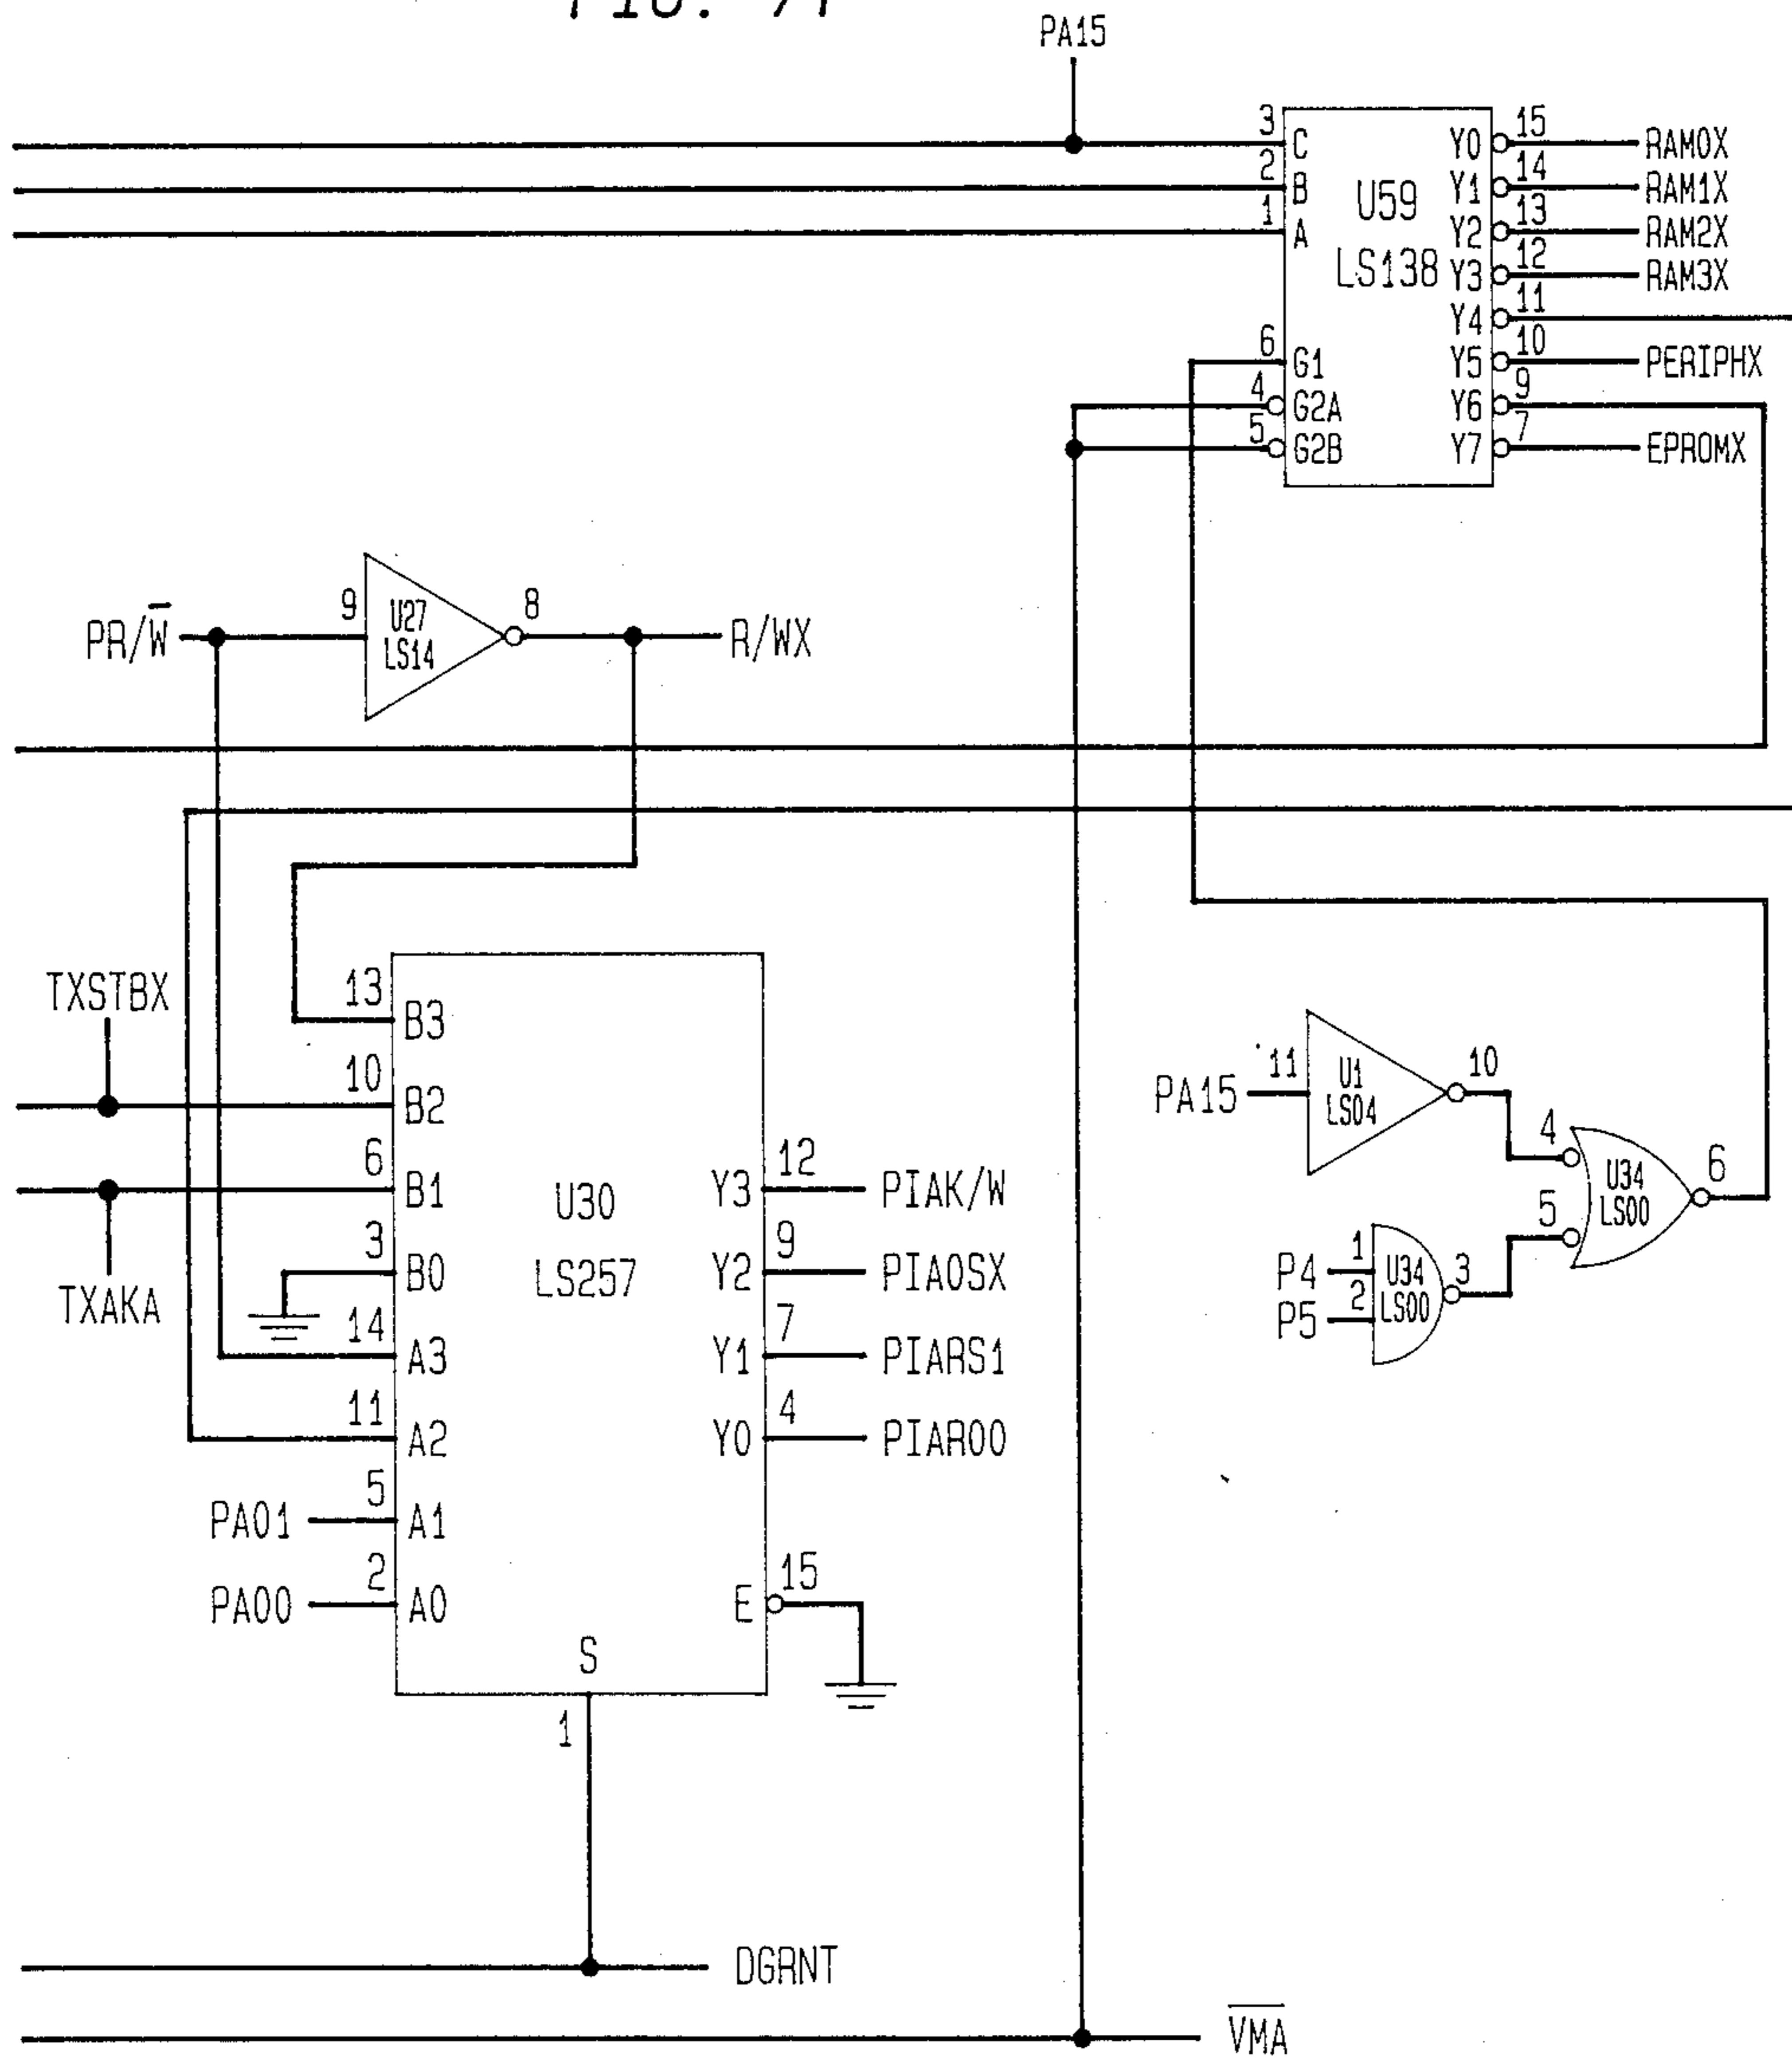 PA15
3 C Y0 15 RAM0X
2 B U59 Y1 14 RAM1X
1 A Y2 13 RAM2X
LS138 Y3 12 RAM3X
Y4 11
6 G1 Y5 10 PERIPHX
4 G2A Y6 9
5 G2B Y7 7 EPROMX
PR/W̅ 9 U27 LS14 8 R/WX
TXSTBX
13 B3
10 B2
6 B1
3 B0
TXAKA
14 A3
11 A2
PA01 5 A1
PA00 2 A0
U30
LS257
Y3 12 PIAK/W
Y2 9 PIA0SX
Y1 7 PIARS1
Y0 4 PIAR00
E 15
S
1
PA15 11 U1 LS04 10
4
5
U34
LS00
6
P4 1
P5 2
U34
LS00
3
DGRNT
V̅M̅A̅